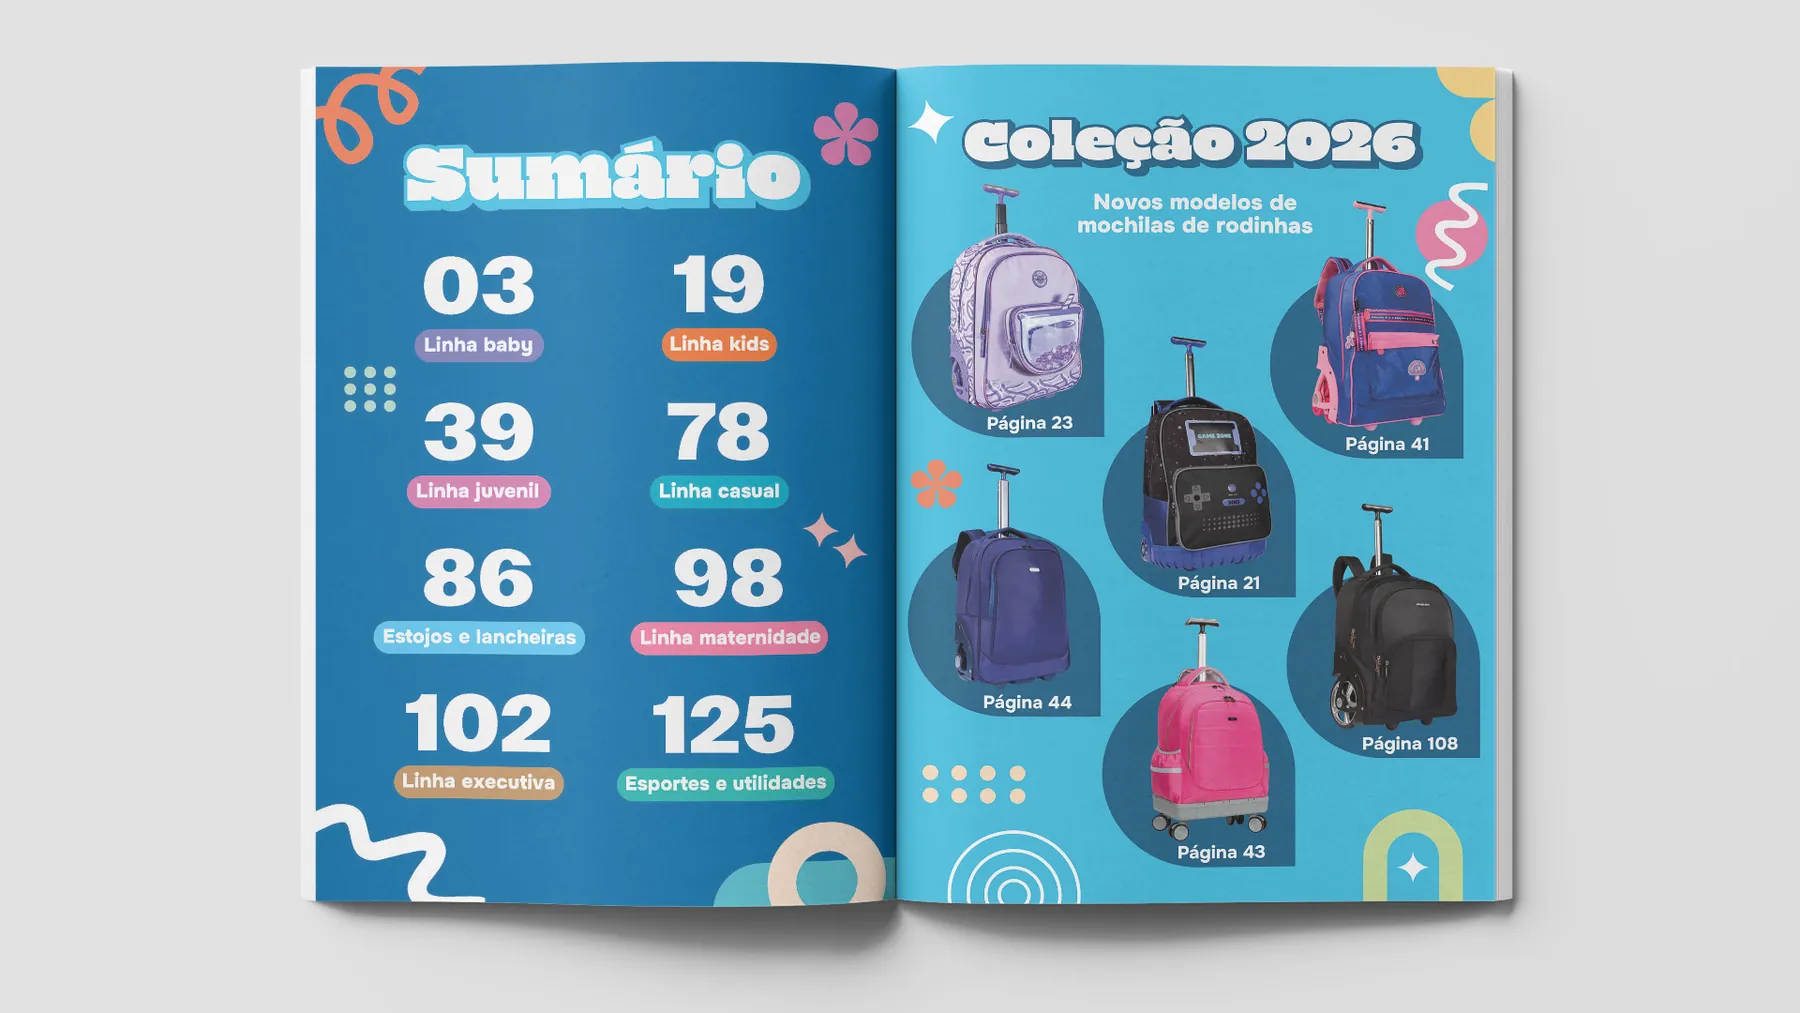 Sumário
03
Linha baby
19
Linha kids
39
Linha juvenil
78
Linha casual
86
Estojos e lancheiras
98
Linha maternidade
102
Linha executiva
125
Esportes e utilidades
Coleção 2026
Novos modelos de
mochilas de rodinhas
Página 23
Página 41
GAME ZONE
Página 21
Página 44
Página 108
Página 43